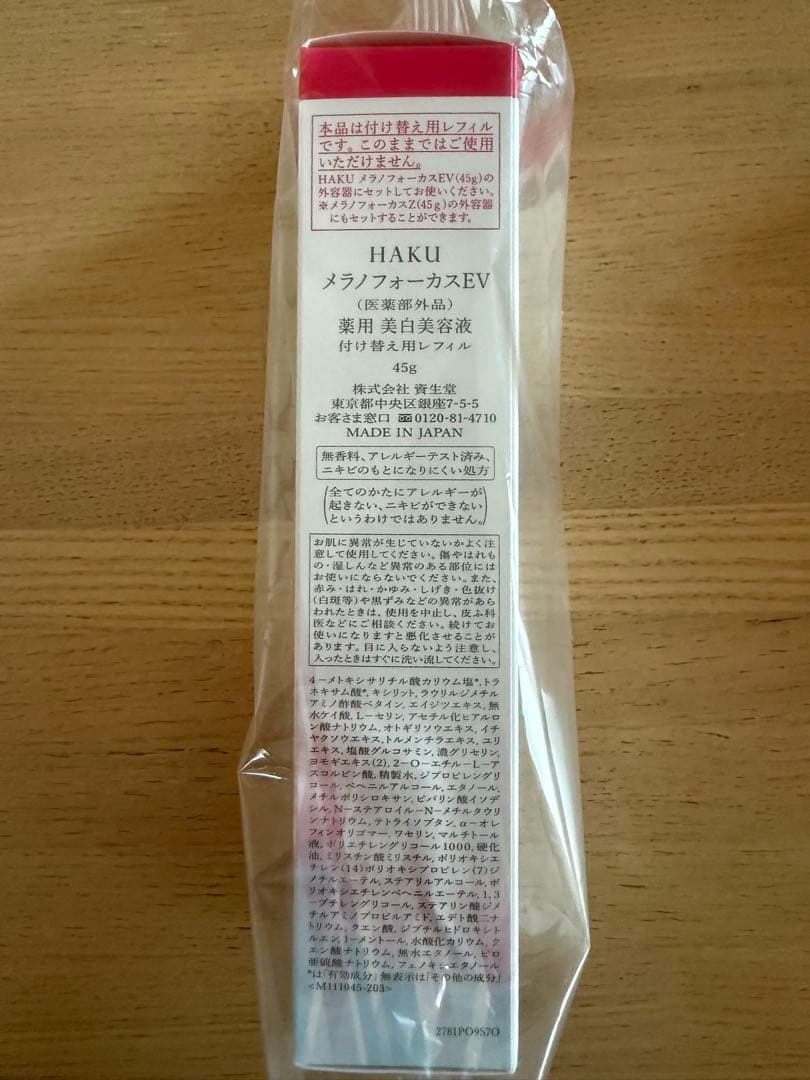 本品は付け替え用レフィル
です。このままではご使用
いただけません。
HAKU メラノフォーカスEV(45g)の
外容器にセットしてお使いください。
※メラノフォーカスZ(45g)の外容器
にもセットすることができます。
HAKU
メラノフォーカスEV
(医薬部外品)
薬用 美白美容液
付け替え用レフィル
45g
株式会社 資生堂
東京都中央区銀座7-5-5
お客さま窓口 0120-81-4710
MADE IN JAPAN
無香料、アレルギーテスト済み、
ニキビのもとになりにくい処方
(全てのかたにアレルギーが
起きない、ニキビができない
というわけではありません。)
お肌に異常が生じていないかよく注
意して使用してください。傷やはれも
の・湿しんなど異常のある部位には
お使いにならないでください。また、
赤み・はれ・かゆみ・しげき・色抜け
(白斑等)や黒ずみなどの異常があら
われたときは、使用を中止し、皮ふ科
医などにご相談ください。続けてお
使いになりますと悪化させることが
あります。目に入らないよう注意し、
入ったときはすぐに洗い流してください。
4-メトキシサリチル酸カリウム塩*,トラ
ネキサム酸*,キシリット,ラウリルジメチル
アミノ酢酸ベタイン,エイジツエキス,無
水ケイ酸,L-セリン,アセチル化ヒアルロ
ン酸ナトリウム,オトギリソウエキス,イチ
ヤクソウエキス,トルメンチラエキス,ユリ
エキス,塩酸グルコサミン,濃グリセリン,
ヨモギエキス(2),2-O-エチル-L-ア
スコルビン酸,精製水,ジプロピレングリ
コール,ベヘニルアルコール,エタノール,
メチルポリシロキサン,ピバリン酸イソデ
シル,N-ステアロイル-N-メチルタウリ
ンナトリウム,テトライソブタン,α-オレ
フィンオリゴマー,ワセリン,マルチトール
液,ポリエチレングリコール1000,硬化
油,ミリスチン酸ミリスチル,ポリオキシエ
チレン(14)ポリオキシプロピレン(7)ジ
メチルエーテル,ステアリルアルコール,ポ
リオキシエチレンベヘニルエーテル,1,3
-ブチレングリコール,ステアリン酸ジメ
チルアミノプロピルアミド,エデト酸二ナ
トリウム,クエン酸,ジブチルヒドロキシト
ルエン,l-メントール,水酸化カリウム,ク
エン酸ナトリウム,無水エタノール,ピロ
亜硫酸ナトリウム,フェノキシエタノール
*は「有効成分」無表示は「その他の成分」
<M111045-203>
2781PO9S7O